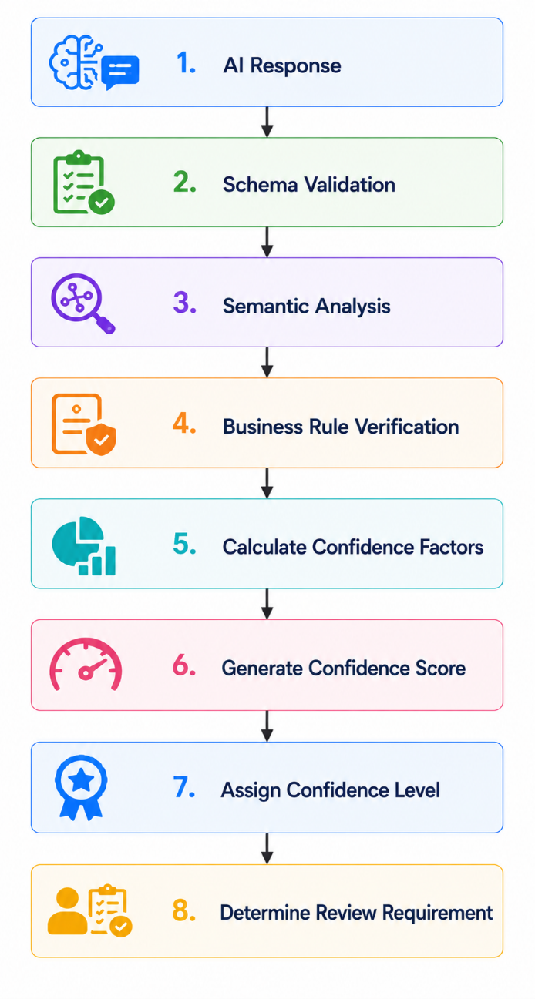 1. AI Response
2. Schema Validation
3. Semantic Analysis
4. Business Rule Verification
5. Calculate Confidence Factors
6. Generate Confidence Score
7. Assign Confidence Level
8. Determine Review Requirement